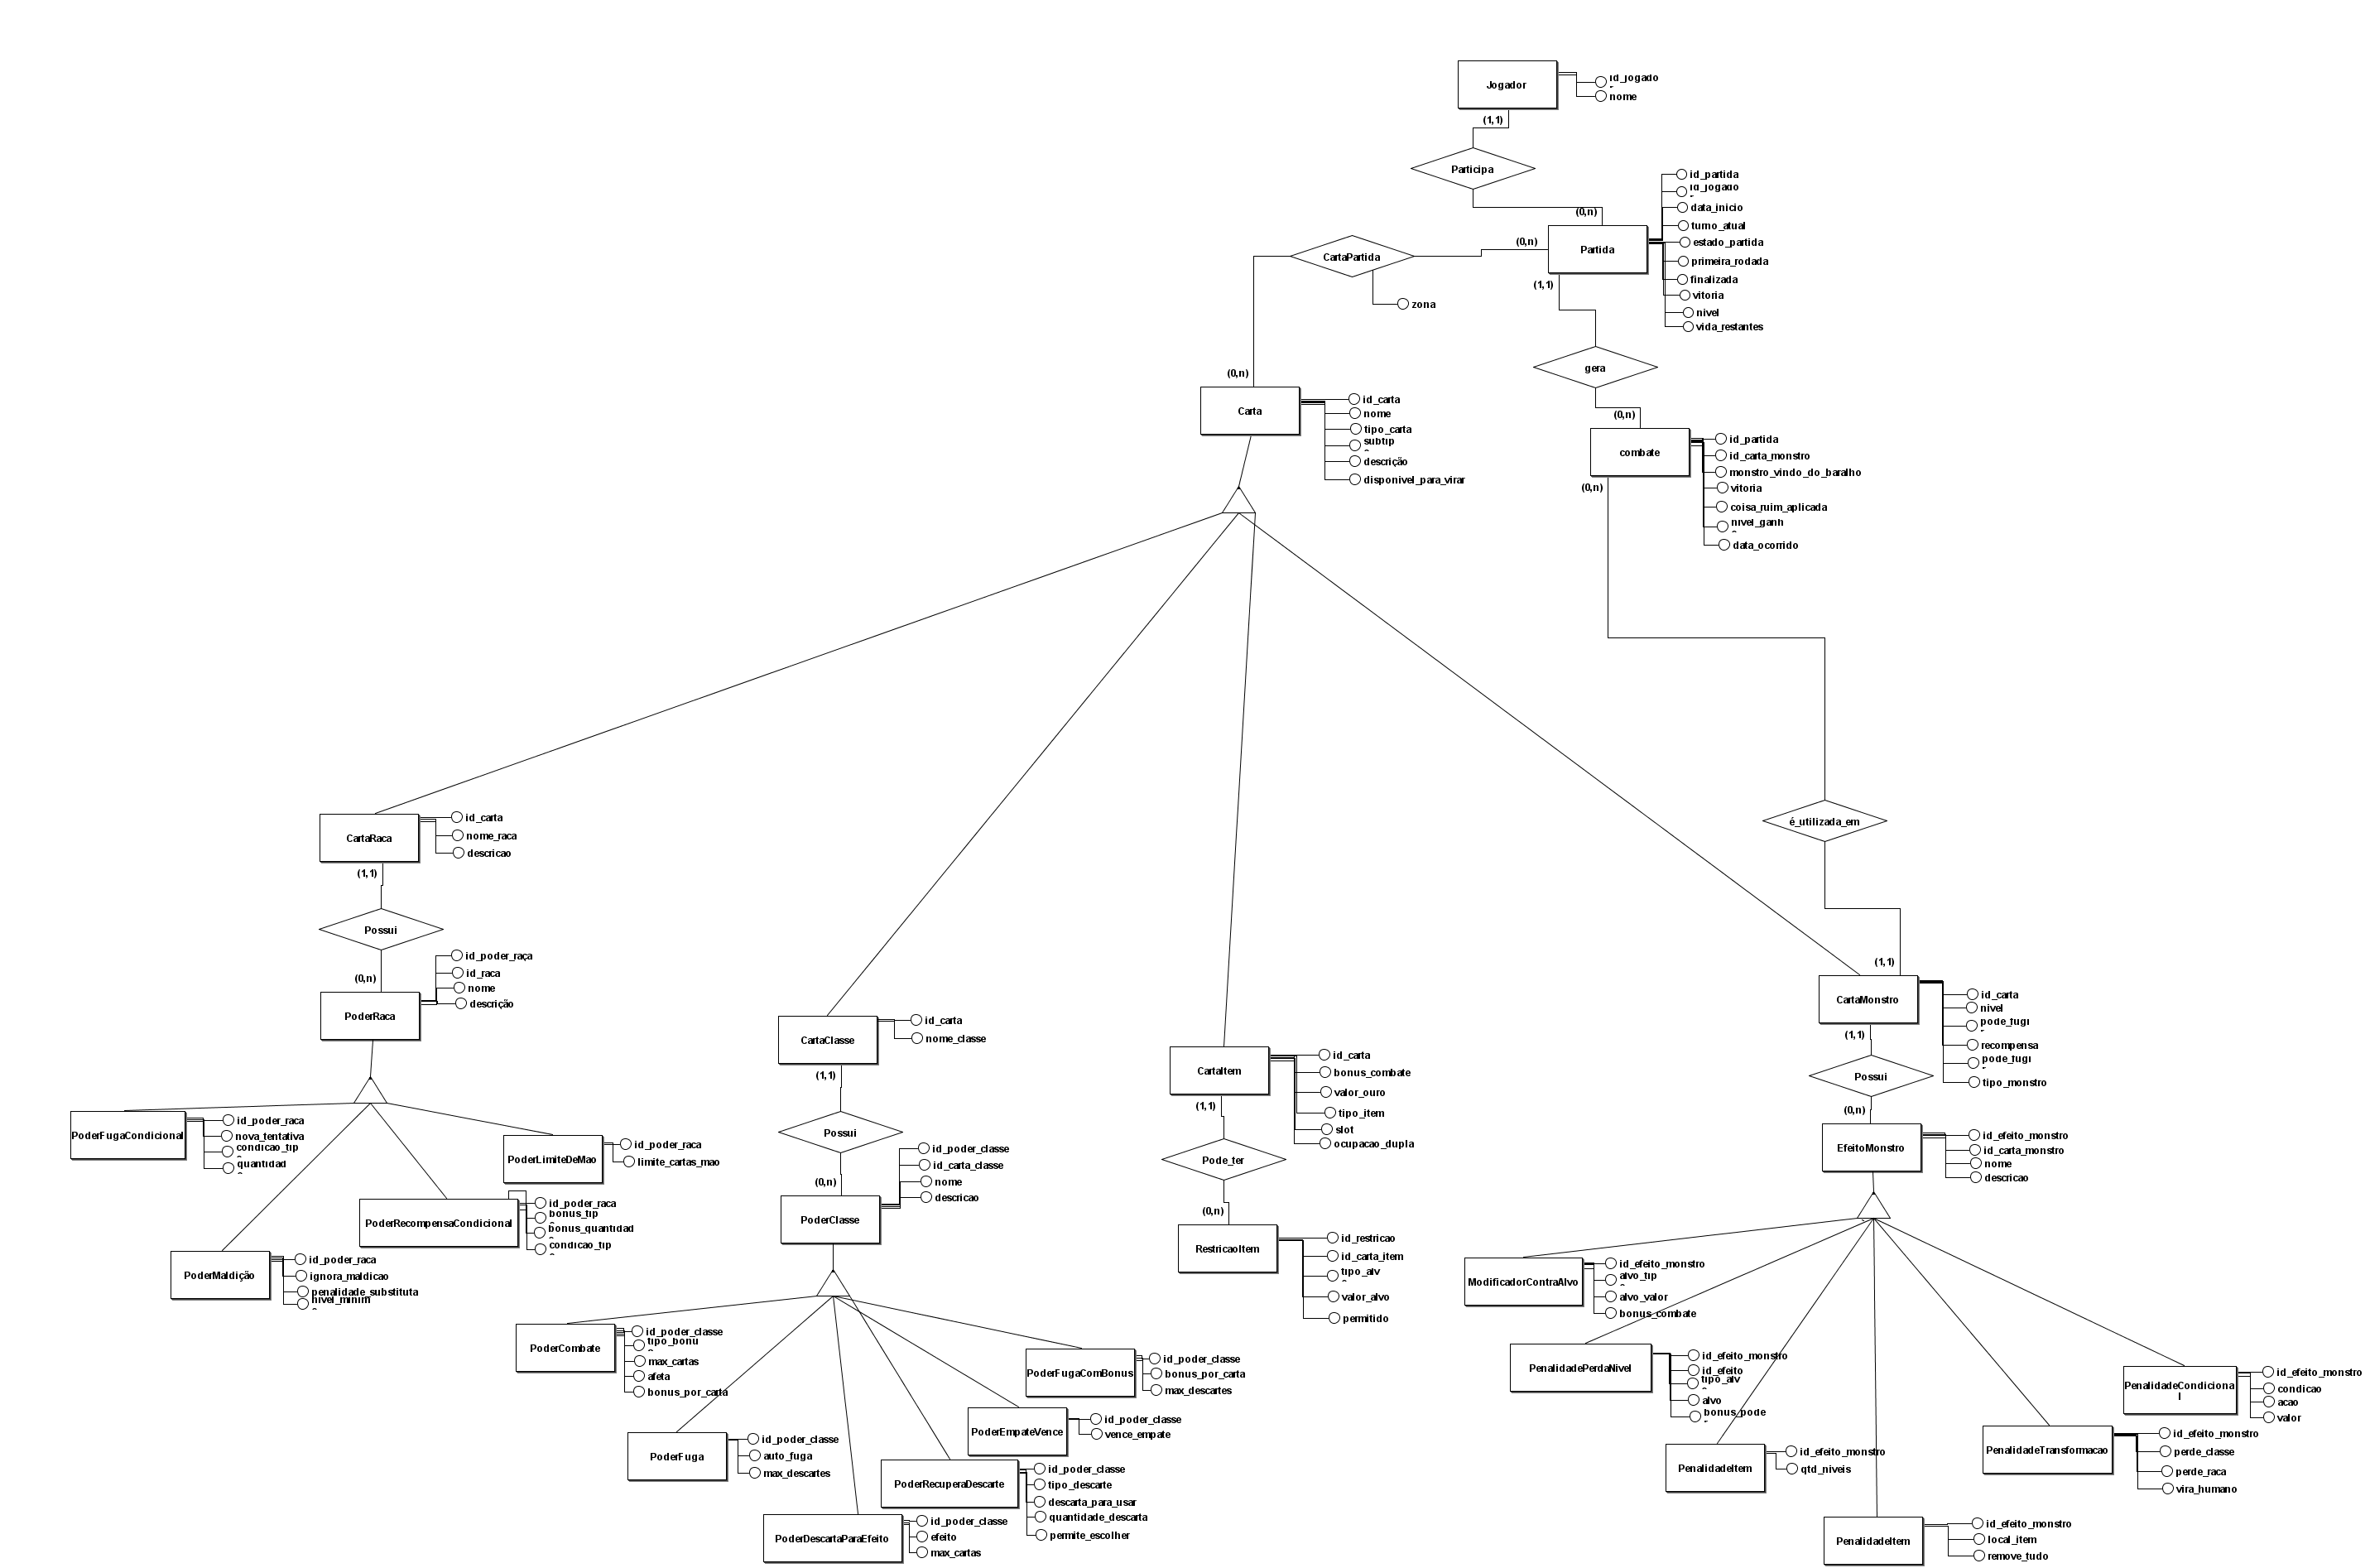 Jogador
id_jogado
nome
(1,1)
Participa
(0,n)
Partida
id_partida
id_jogado
data_inicio
turno_atual
estado_partida
primeira_rodada
finalizada
vitoria
nivel
vida_restantes
(0,n)
CartaPartida
zona
(1,1)
gera
(0,n)
(0,n)
Carta
id_carta
nome
tipo_carta
subtip
descrição
disponivel_para_virar
combate
id_partida
id_carta_monstro
monstro_vindo_do_baralho
vitoria
coisa_ruim_aplicada
nivel_ganh
data_ocorrido
(0,n)
é_utilizada_em
(1,1)
CartaRaca
id_carta
nome_raca
descricao
(1,1)
Possui
(0,n)
PoderRaca
id_poder_raça
id_raca
nome
descrição
PoderFugaCondicional
id_poder_raca
nova_tentativa
condicao_tip
quantidad
PoderLimiteDeMao
id_poder_raca
limite_cartas_mao
PoderRecompensaCondicional
id_poder_raca
bonus_tip
bonus_quantidad
condicao_tip
PoderMaldição
id_poder_raca
ignora_maldicao
penalidade_substituta
nivel_minim
CartaClasse
id_carta
nome_classe
(1,1)
Possui
(0,n)
PoderClasse
id_poder_classe
id_carta_classe
nome
descricao
PoderCombate
id_poder_classe
tipo_bonu
max_cartas
afeta
bonus_por_carta
PoderFugaComBonus
id_poder_classe
bonus_por_carta
max_descartes
PoderEmpateVence
id_poder_classe
vence_empate
PoderFuga
id_poder_classe
auto_fuga
max_descartes
PoderRecuperaDescarte
id_poder_classe
tipo_descarte
descarta_para_usar
quantidade_descarta
permite_escolher
PoderDescartaParaEfeito
id_poder_classe
efeito
max_cartas
CartaItem
id_carta
bonus_combate
valor_ouro
tipo_item
slot
ocupacao_dupla
(1,1)
Pode_ter
(0,n)
RestricaoItem
id_restricao
id_carta_item
tipo_alv
valor_alvo
permitido
CartaMonstro
id_carta
nivel
pode_fugi
recompensa
pode_fugi
tipo_monstro
(1,1)
Possui
(0,n)
EfeitoMonstro
id_efeito_monstro
id_carta_monstro
nome
descricao
ModificadorContraAlvo
id_efeito_monstro
alvo_tip
alvo_valor
bonus_combate
PenalidadePerdaNivel
id_efeito_monstro
id_efeito
tipo_alv
alvo
bonus_pode
PenalidadeCondiciona
l
id_efeito_monstro
condicao
acao
valor
PenalidadeItem
id_efeito_monstro
qtd_niveis
PenalidadeTransformacao
id_efeito_monstro
perde_classe
perde_raca
vira_humano
PenalidadeItem
id_efeito_monstro
local_item
remove_tudo